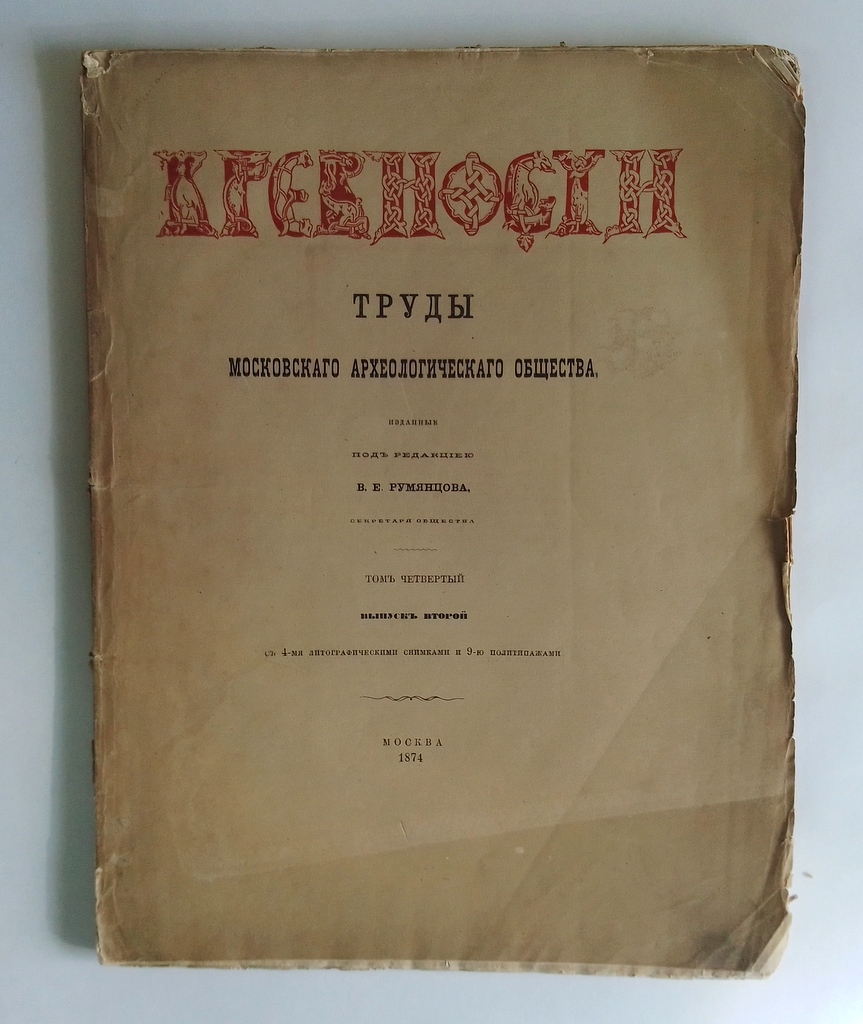 ДРЕВНОСТИ
ТРУДЫ
МОСКОВСКАГО АРХЕОЛОГИЧЕСКАГО ОБЩЕСТВА,
ИЗДАННЫЕ
ПОДЪ РЕДАКЦІЕЮ
В. Е. РУМЯНЦОВА,
СЕКРЕТАРЯ ОБЩЕСТВА
ТОМЪ ЧЕТВЕРТЫЙ
ВЫПУСКЪ ВТОРОЙ
СЪ 4-МЯ ЛИТОГРАФИЧЕСКИМИ СНИМКАМИ И 9-Ю ПОЛИТИПАЖАМИ
МОСКВА
1874